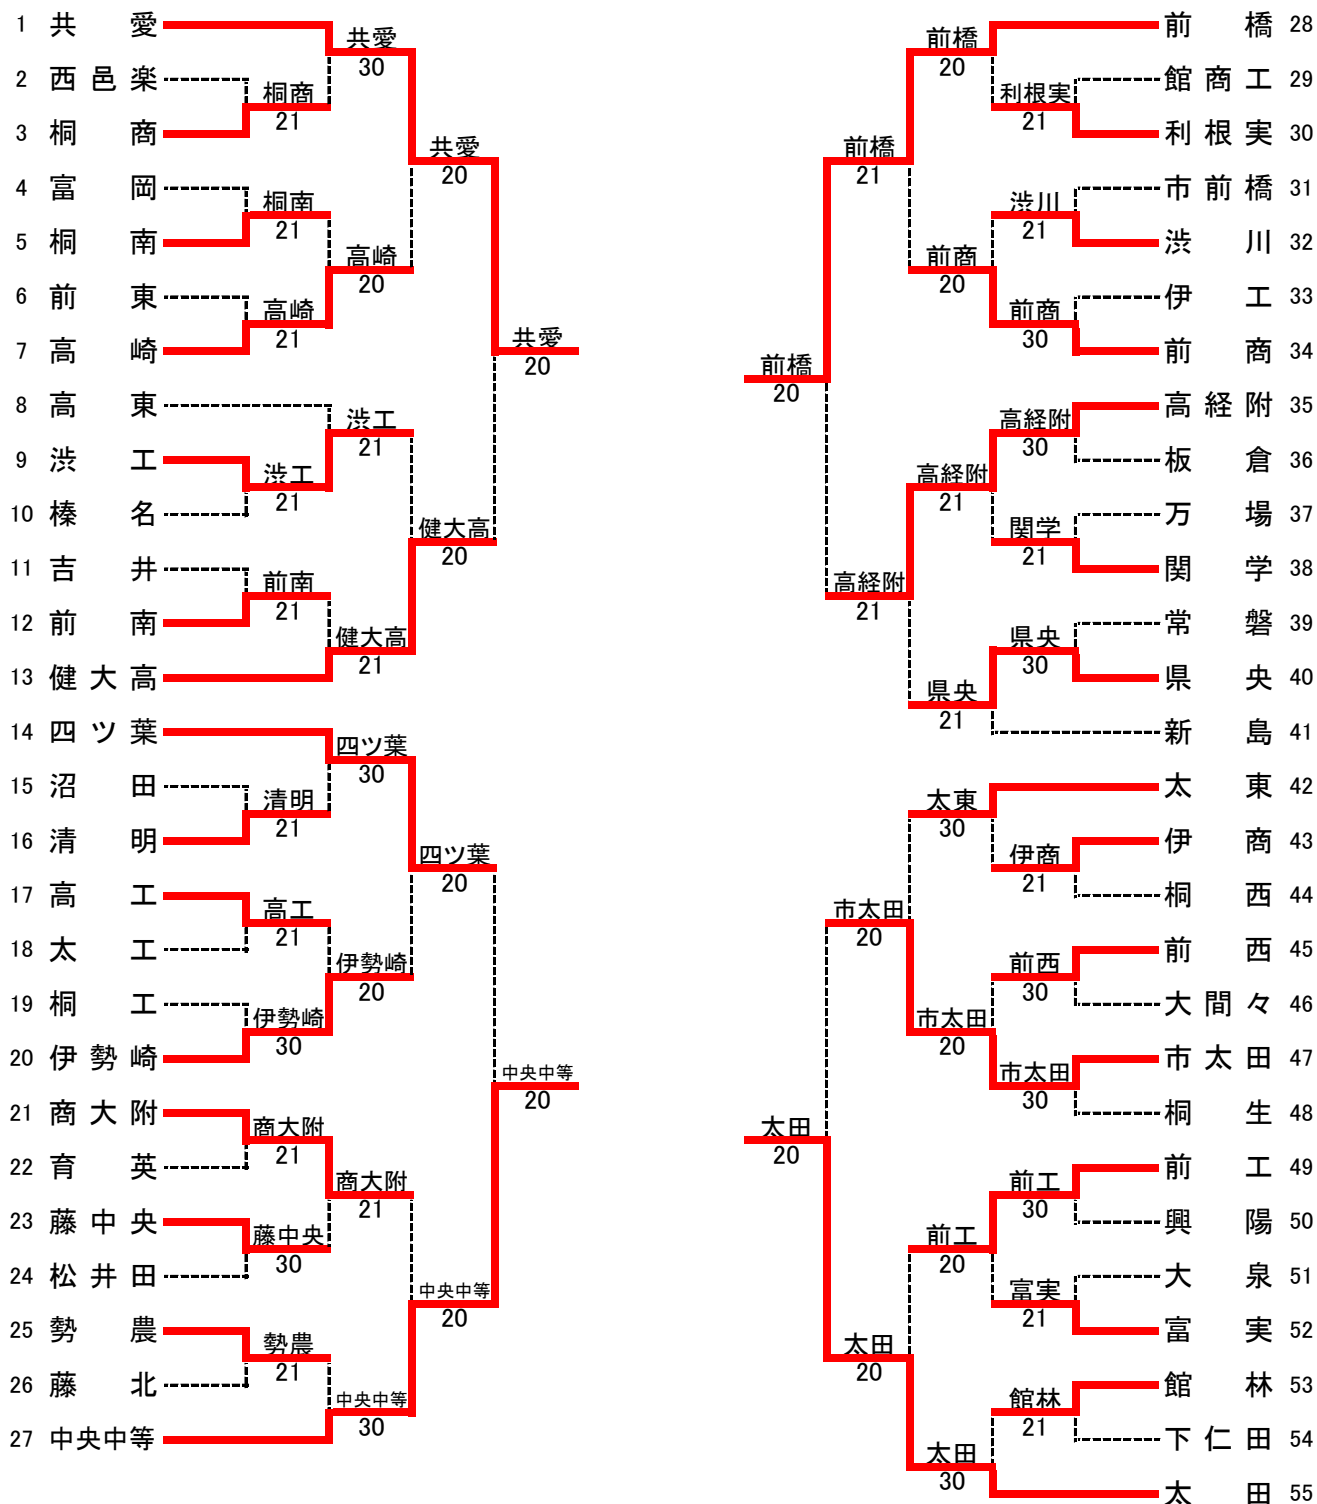 1 共愛
2 西邑楽
3 桐商
4 富岡
5 桐南
6 前東
7 高崎
8 高東
9 渋工
10 榛名
11 吉井
12 前南
13 健大高
14 四ツ葉
15 沼田
16 清明
17 高工
18 太工
19 桐工
20 伊勢崎
21 商大附
22 育英
23 藤中央
24 松井田
25 勢農
26 藤北
27 中央中等
桐商
21
桐南
21
高崎
21
渋工
21
前南
21
清明
21
高工
21
伊勢崎
30
商大附
21
藤中央
30
勢農
21
共愛
30
高崎
20
渋工
21
健大高
21
四ツ葉
30
伊勢崎
20
商大附
21
中央中等
30
共愛
20
健大高
20
四ツ葉
20
中央中等
20
共愛
20
中央中等
20
前橋
20
太田
20
前橋
21
高経附
21
市太田
20
太田
20
前橋
20
前商
20
高経附
21
県央
21
太東
30
市太田
20
前工
20
太田
30
利根実
21
渋川
21
前商
30
高経附
30
関学
21
県央
30
伊商
21
前西
30
市太田
30
前工
30
富実
21
館林
21
前橋 28
館商工 29
利根実 30
市前橋 31
渋川 32
伊工 33
前商 34
高経附 35
板倉 36
万場 37
関学 38
常磐 39
県央 40
新島 41
太東 42
伊商 43
桐西 44
前西 45
大間々 46
市太田 47
桐生 48
前工 49
興陽 50
大泉 51
富実 52
館林 53
下仁田 54
太田 55